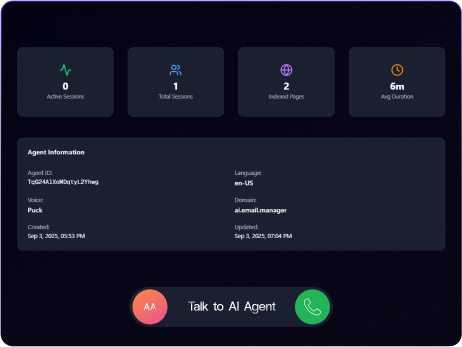 0
Active Sessions
1
Total Sessions
2
Indexed Pages
6m
Avg Duration
Agent Information
Agent ID:
Language:
en-US
Voice:
Domain:
Puck
ai.email.manager
Created:
Updated:
Sep 3, 2025, 05:53 PM
Sep 3, 2025, 07:04 PM
AA
Talk to AI Agent